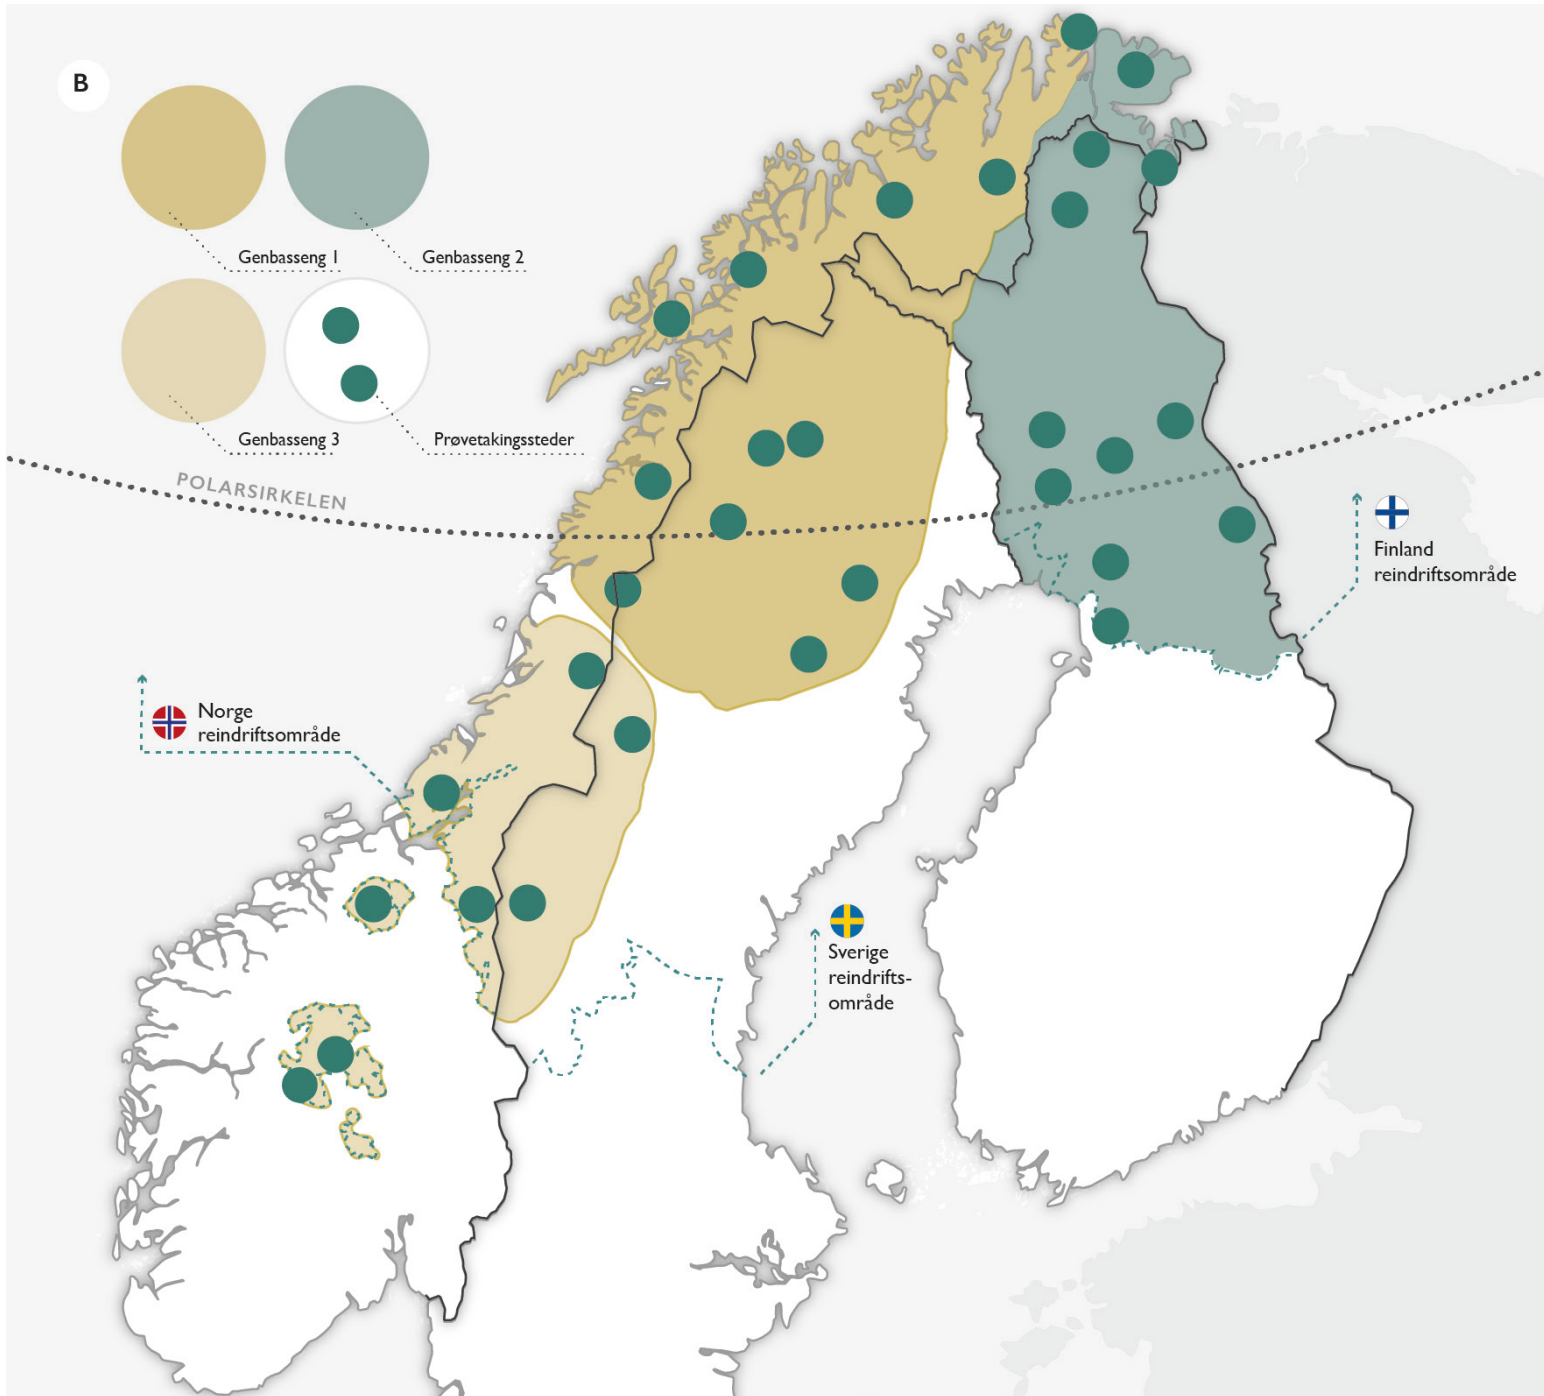 B
Genbasseng 1
Genbasseng 2
Genbasseng 3
Prøvetakingssteder
POLARSIRKELEN
Finland
reindriftsområde
Norge
reindriftsområde
Sverige
reindrifts-
område